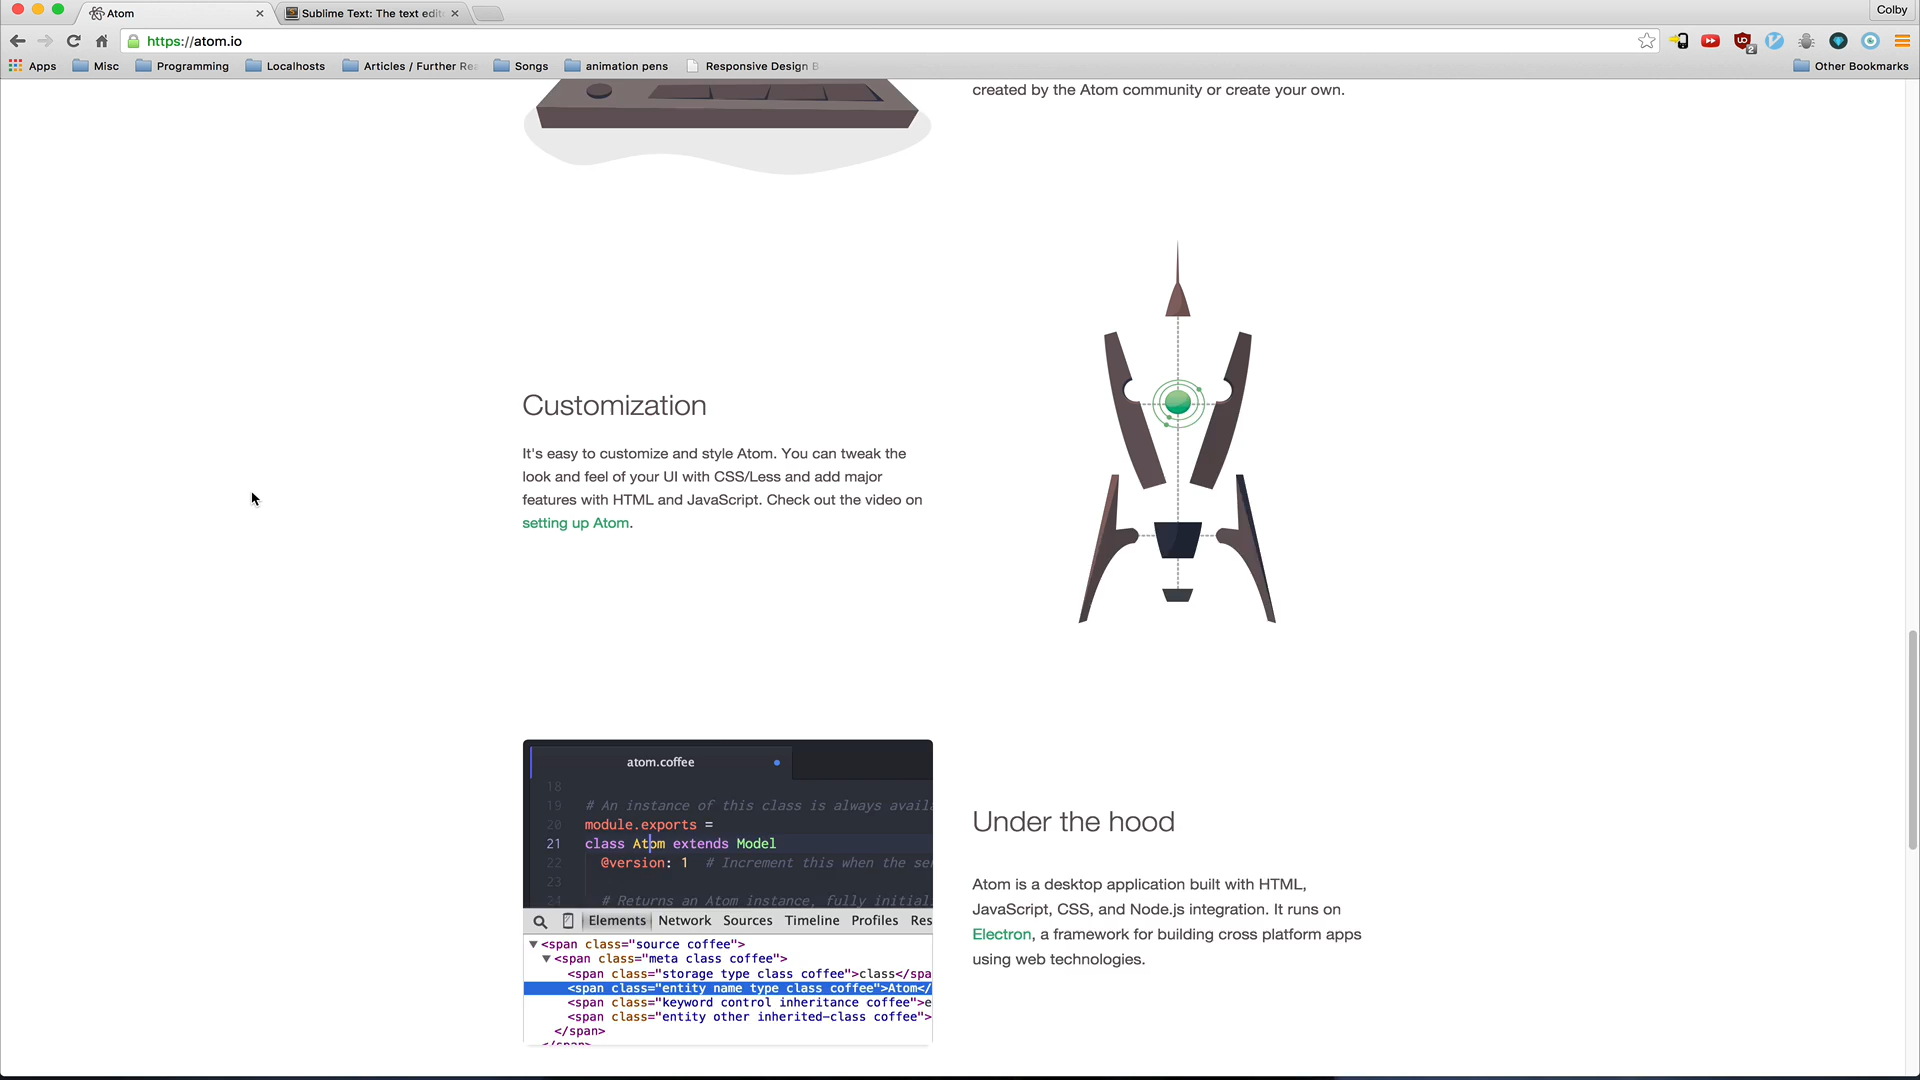 Atom
Sublime Text: The text edit
Colby
https://atom.io
2
Apps
Misc
Programming
Localhosts
Articles / Further Rea
Songs
animation pens
Responsive Design B
Other Bookmarks
created by the Atom community or create your own.
Customization
It's easy to customize and style Atom. You can tweak the
look and feel of your UI with CSS/Less and add major
features with HTML and JavaScript. Check out the video on
setting up Atom.
atom.coffee
18
19 # An instance of this class is always avail
20 module.exports =
21 class Atom extends Model
22 @version: 1 # Increment this when the se
23
24 # Returns an Atom instance, fully initial
Elements Network Sources Timeline Profiles Res
<span class="source coffee">
<span class="meta class coffee">
<span class="storage type class coffee">class</spa
<span class="entity name type class coffee">Atom</
<span class="keyword control inheritance coffee">e
<span class="entity other inherited-class coffee">
</span>
</span>
Under the hood
Atom is a desktop application built with HTML,
JavaScript, CSS, and Node.js integration. It runs on
Electron, a framework for building cross platform apps
using web technologies.